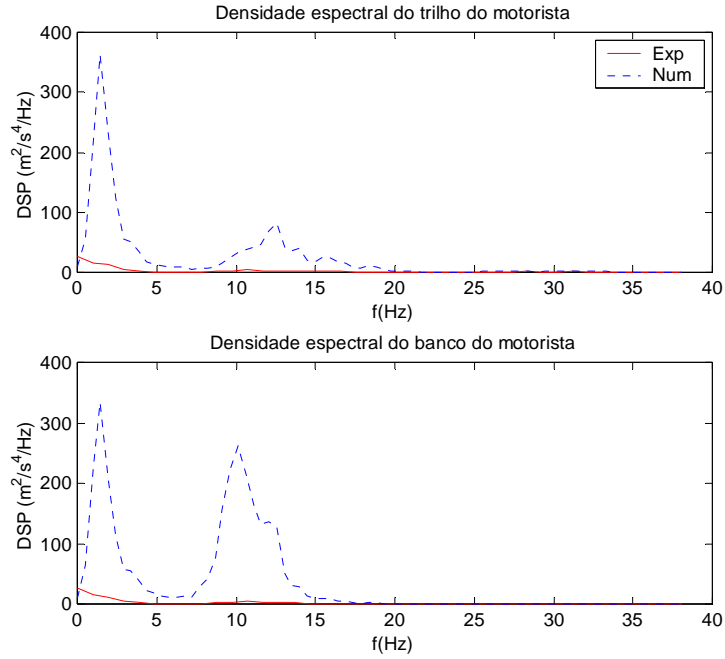 Densidade espectral do trilho do motorista
400
300
200
100
0
DSP (m²/s⁴/Hz)
Exp
Num
0 5 10 15 20 25 30 35 40
f(Hz)
Densidade espectral do banco do motorista
400
300
200
100
0
DSP (m²/s⁴/Hz)
0 5 10 15 20 25 30 35 40
f(Hz)